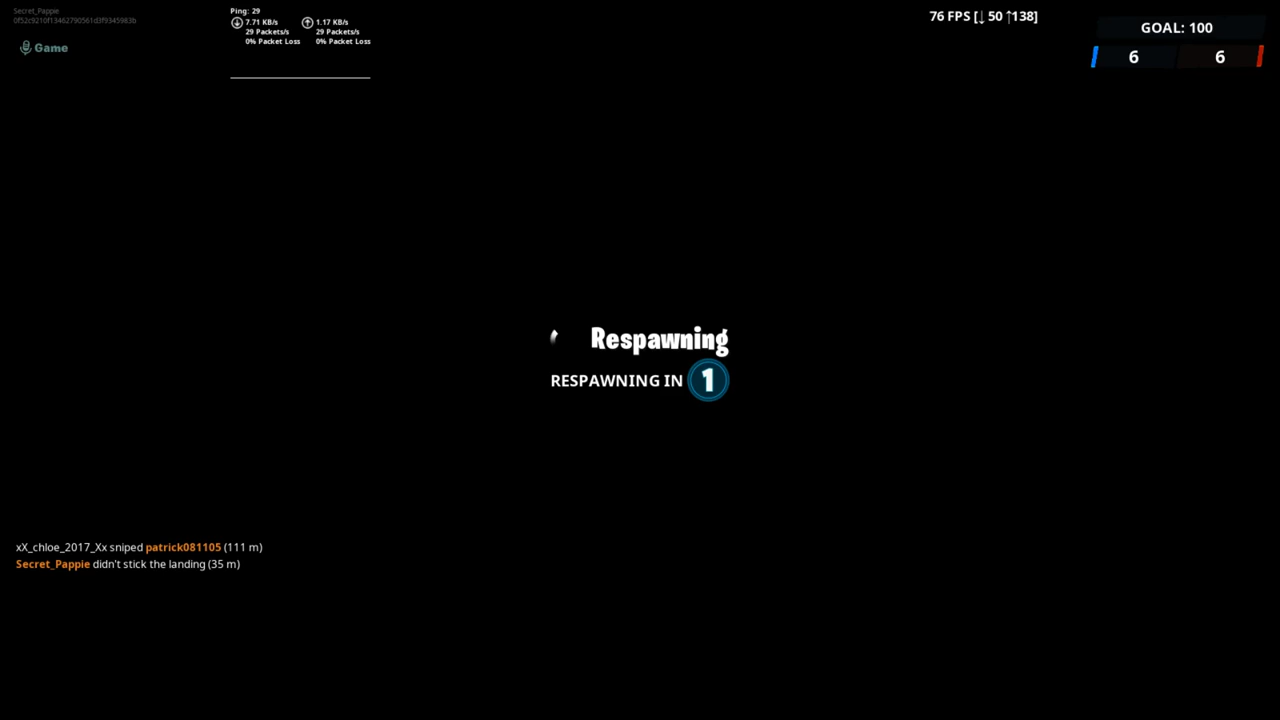 Secret_Pappie
0f52c9210f13462790561d3f9345983b
Game
Ping: 29
7.71 KB/s 1.17 KB/s
29 Packets/s 29 Packets/s
0% Packet Loss 0% Packet Loss
76 FPS [↓ 50 ↑138]
GOAL: 100
6 6
Respawning
RESPAWNING IN 1
xX_chloe_2017_Xx sniped patrick081105 (111 m)
Secret_Pappie didn't stick the landing (35 m)